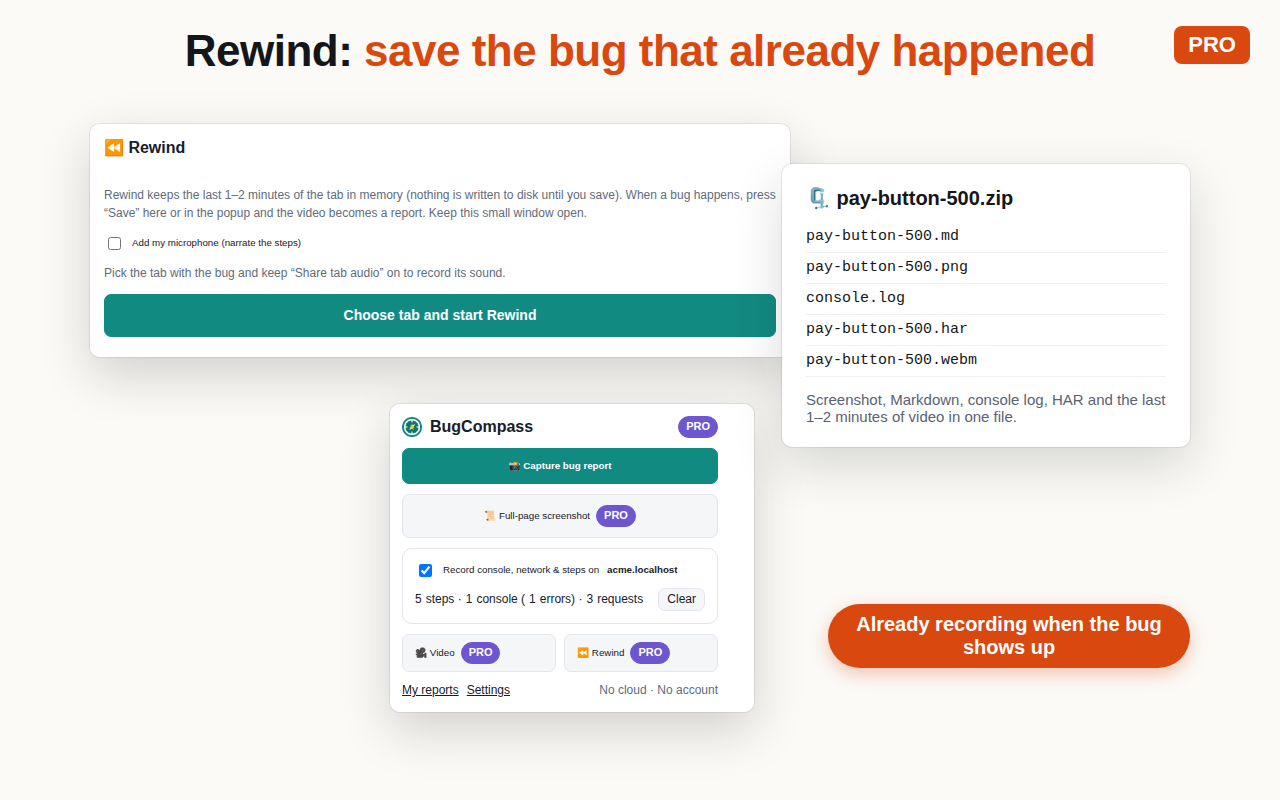 Rewind: save the bug that already happened
PRO
Rewind
Rewind keeps the last 1–2 minutes of the tab in memory (nothing is written to disk until you save). When a bug happens, press
“Save” here or in the popup and the video becomes a report. Keep this small window open.
Add my microphone (narrate the steps)
Pick the tab with the bug and keep “Share tab audio” on to record its sound.
Choose tab and start Rewind
pay-button-500.zip
pay-button-500.md
pay-button-500.png
console.log
pay-button-500.har
pay-button-500.webm
Screenshot, Markdown, console log, HAR and the last
1–2 minutes of video in one file.
BugCompass
PRO
Capture bug report
Full-page screenshot PRO
Record console, network & steps on acme.localhost
5 steps · 1 console ( 1 errors) · 3 requests
Clear
Video PRO
Rewind PRO
My reports Settings
No cloud · No account
Already recording when the bug
shows up